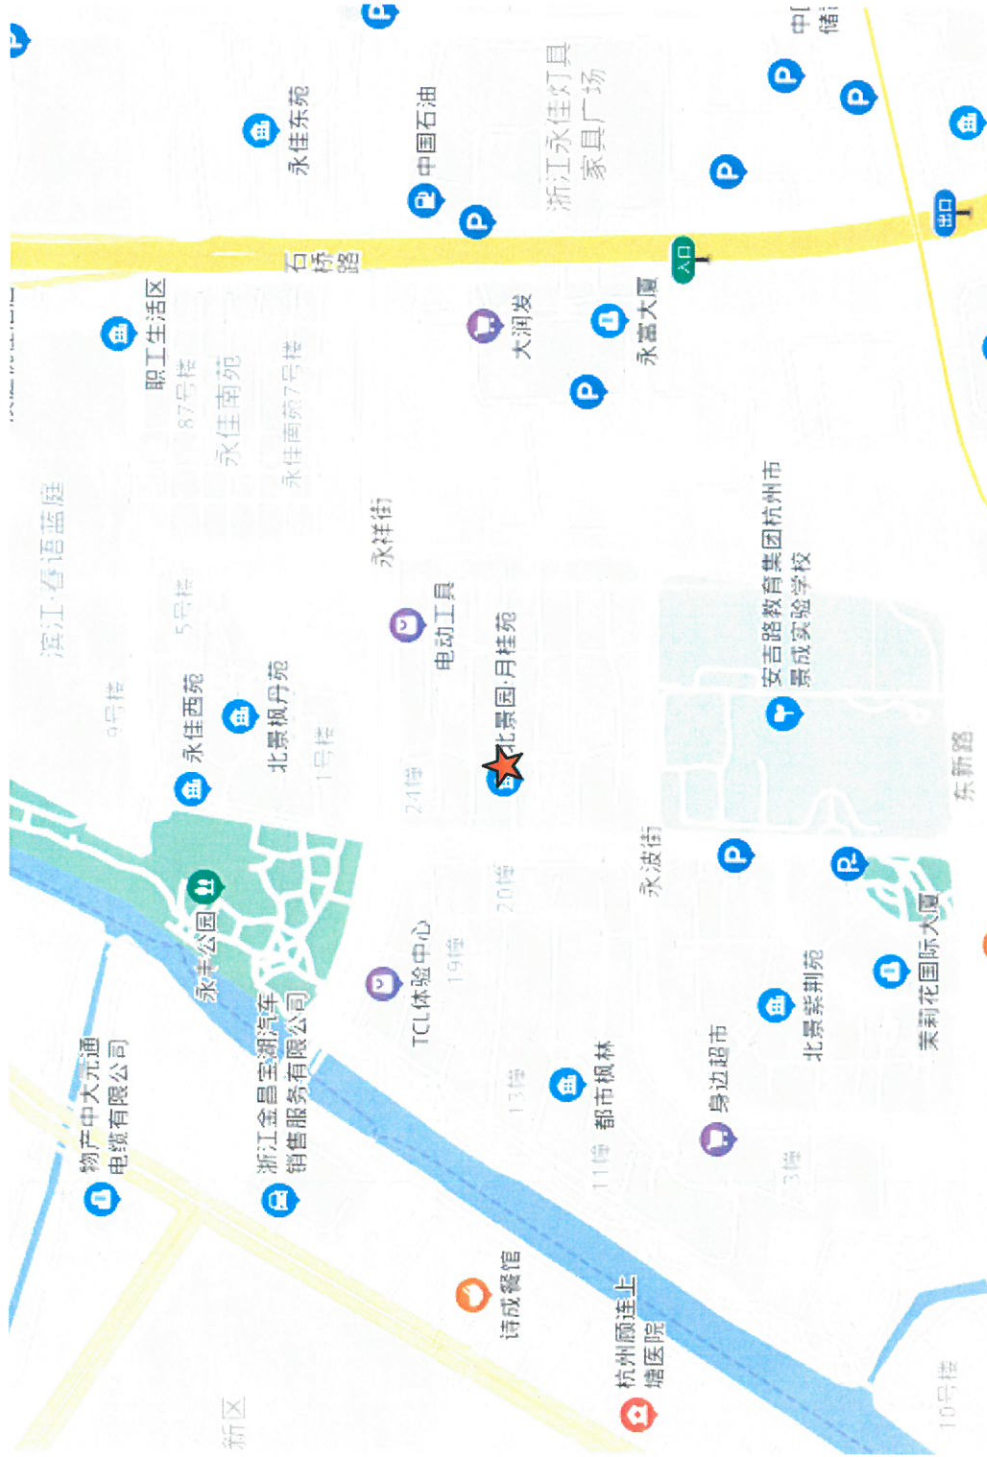 新区
物产中大元通
电缆有限公司
浙江金昌宝湖汽车
销售服务有限公司
诗成餐馆
杭州顾连上
塘医院
10号楼
永丰公园
TCL体验中心
19幢
13幢
11幢
都市枫林
身边超市
3幢
北景紫荆苑
茉莉花国际大厦
滨江·春语蓝庭
9号楼
5号楼
永佳西苑
北景枫丹苑
1号楼
24幢
20幢
永祥街
电动工具
北景园·月桂苑
永波街
安吉路教育集团杭州市
景成实验学校
东新路
职工生活区
87号楼
永佳南苑
永佳南苑7号楼
石桥路
大润发
永富大厦
入口
出口
永佳东苑
中国石油
浙江永佳灯具
家具广场
P
P
P
P
P
P
P
P
P